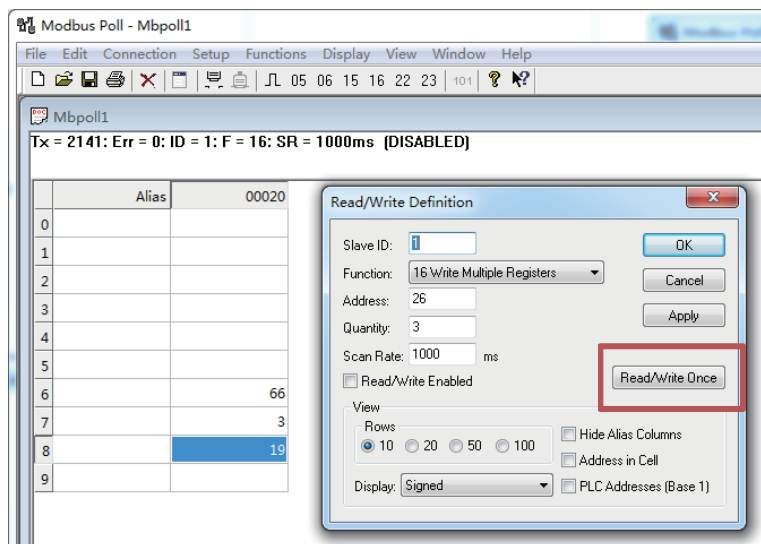 Modbus Poll - Mbpoll1
File Edit Connection Setup Functions Display View Window Help
05 06 15 16 22 23 101
Mbpoll1
Tx = 2141: Err = 0: ID = 1: F = 16: SR = 1000ms (DISABLED)
Alias 00020
0
1
2
3
4
5
6 66
7 3
8 19
9
Read/Write Definition
Slave ID: 1
OK
Function: 16 Write Multiple Registers
Cancel
Address: 26
Apply
Quantity: 3
Scan Rate: 1000 ms
Read/Write Enabled
Read/Write Once
View
Rows
10 20 50 100
Hide Alias Columns
Address in Cell
Display: Signed
PLC Addresses (Base 1)